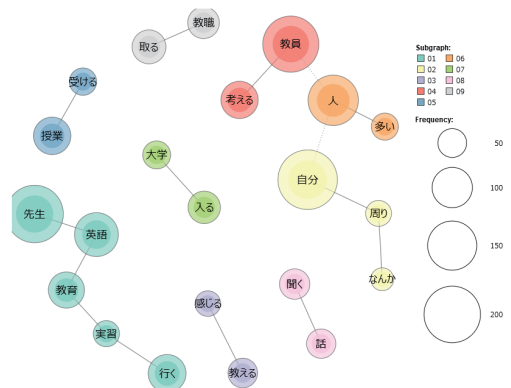 教職
取る
教員
受ける
考える
人
授業
多い
大学
自分
入る
先生
周り
英語
なんか
教育
聞く
感じる
実習
話
行く
教える
Subgraph:
01 06
02 07
03 08
04 09
05
Frequency:
50
100
150
200